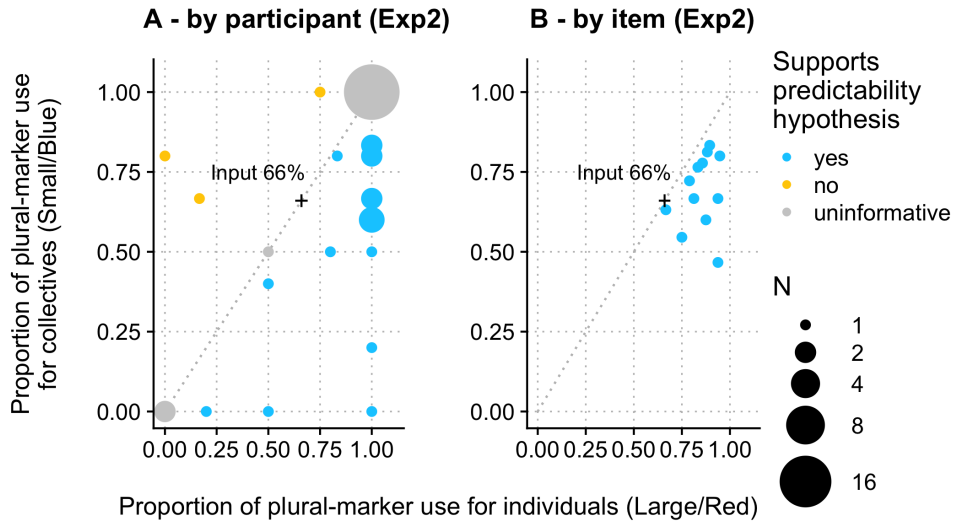 A - by participant (Exp2)
B - by item (Exp2)
Proportion of plural-marker use
for collectives (Small/Blue)
1.00
0.75
0.50
0.25
0.00
Input 66%
0.00 0.25 0.50 0.75 1.00
1.00
0.75
0.50
0.25
0.00
Input 66%
0.00 0.25 0.50 0.75 1.00
Proportion of plural-marker use for individuals (Large/Red)
Supports
predictability
hypothesis
yes
no
uninformative
N
1
2
4
8
16